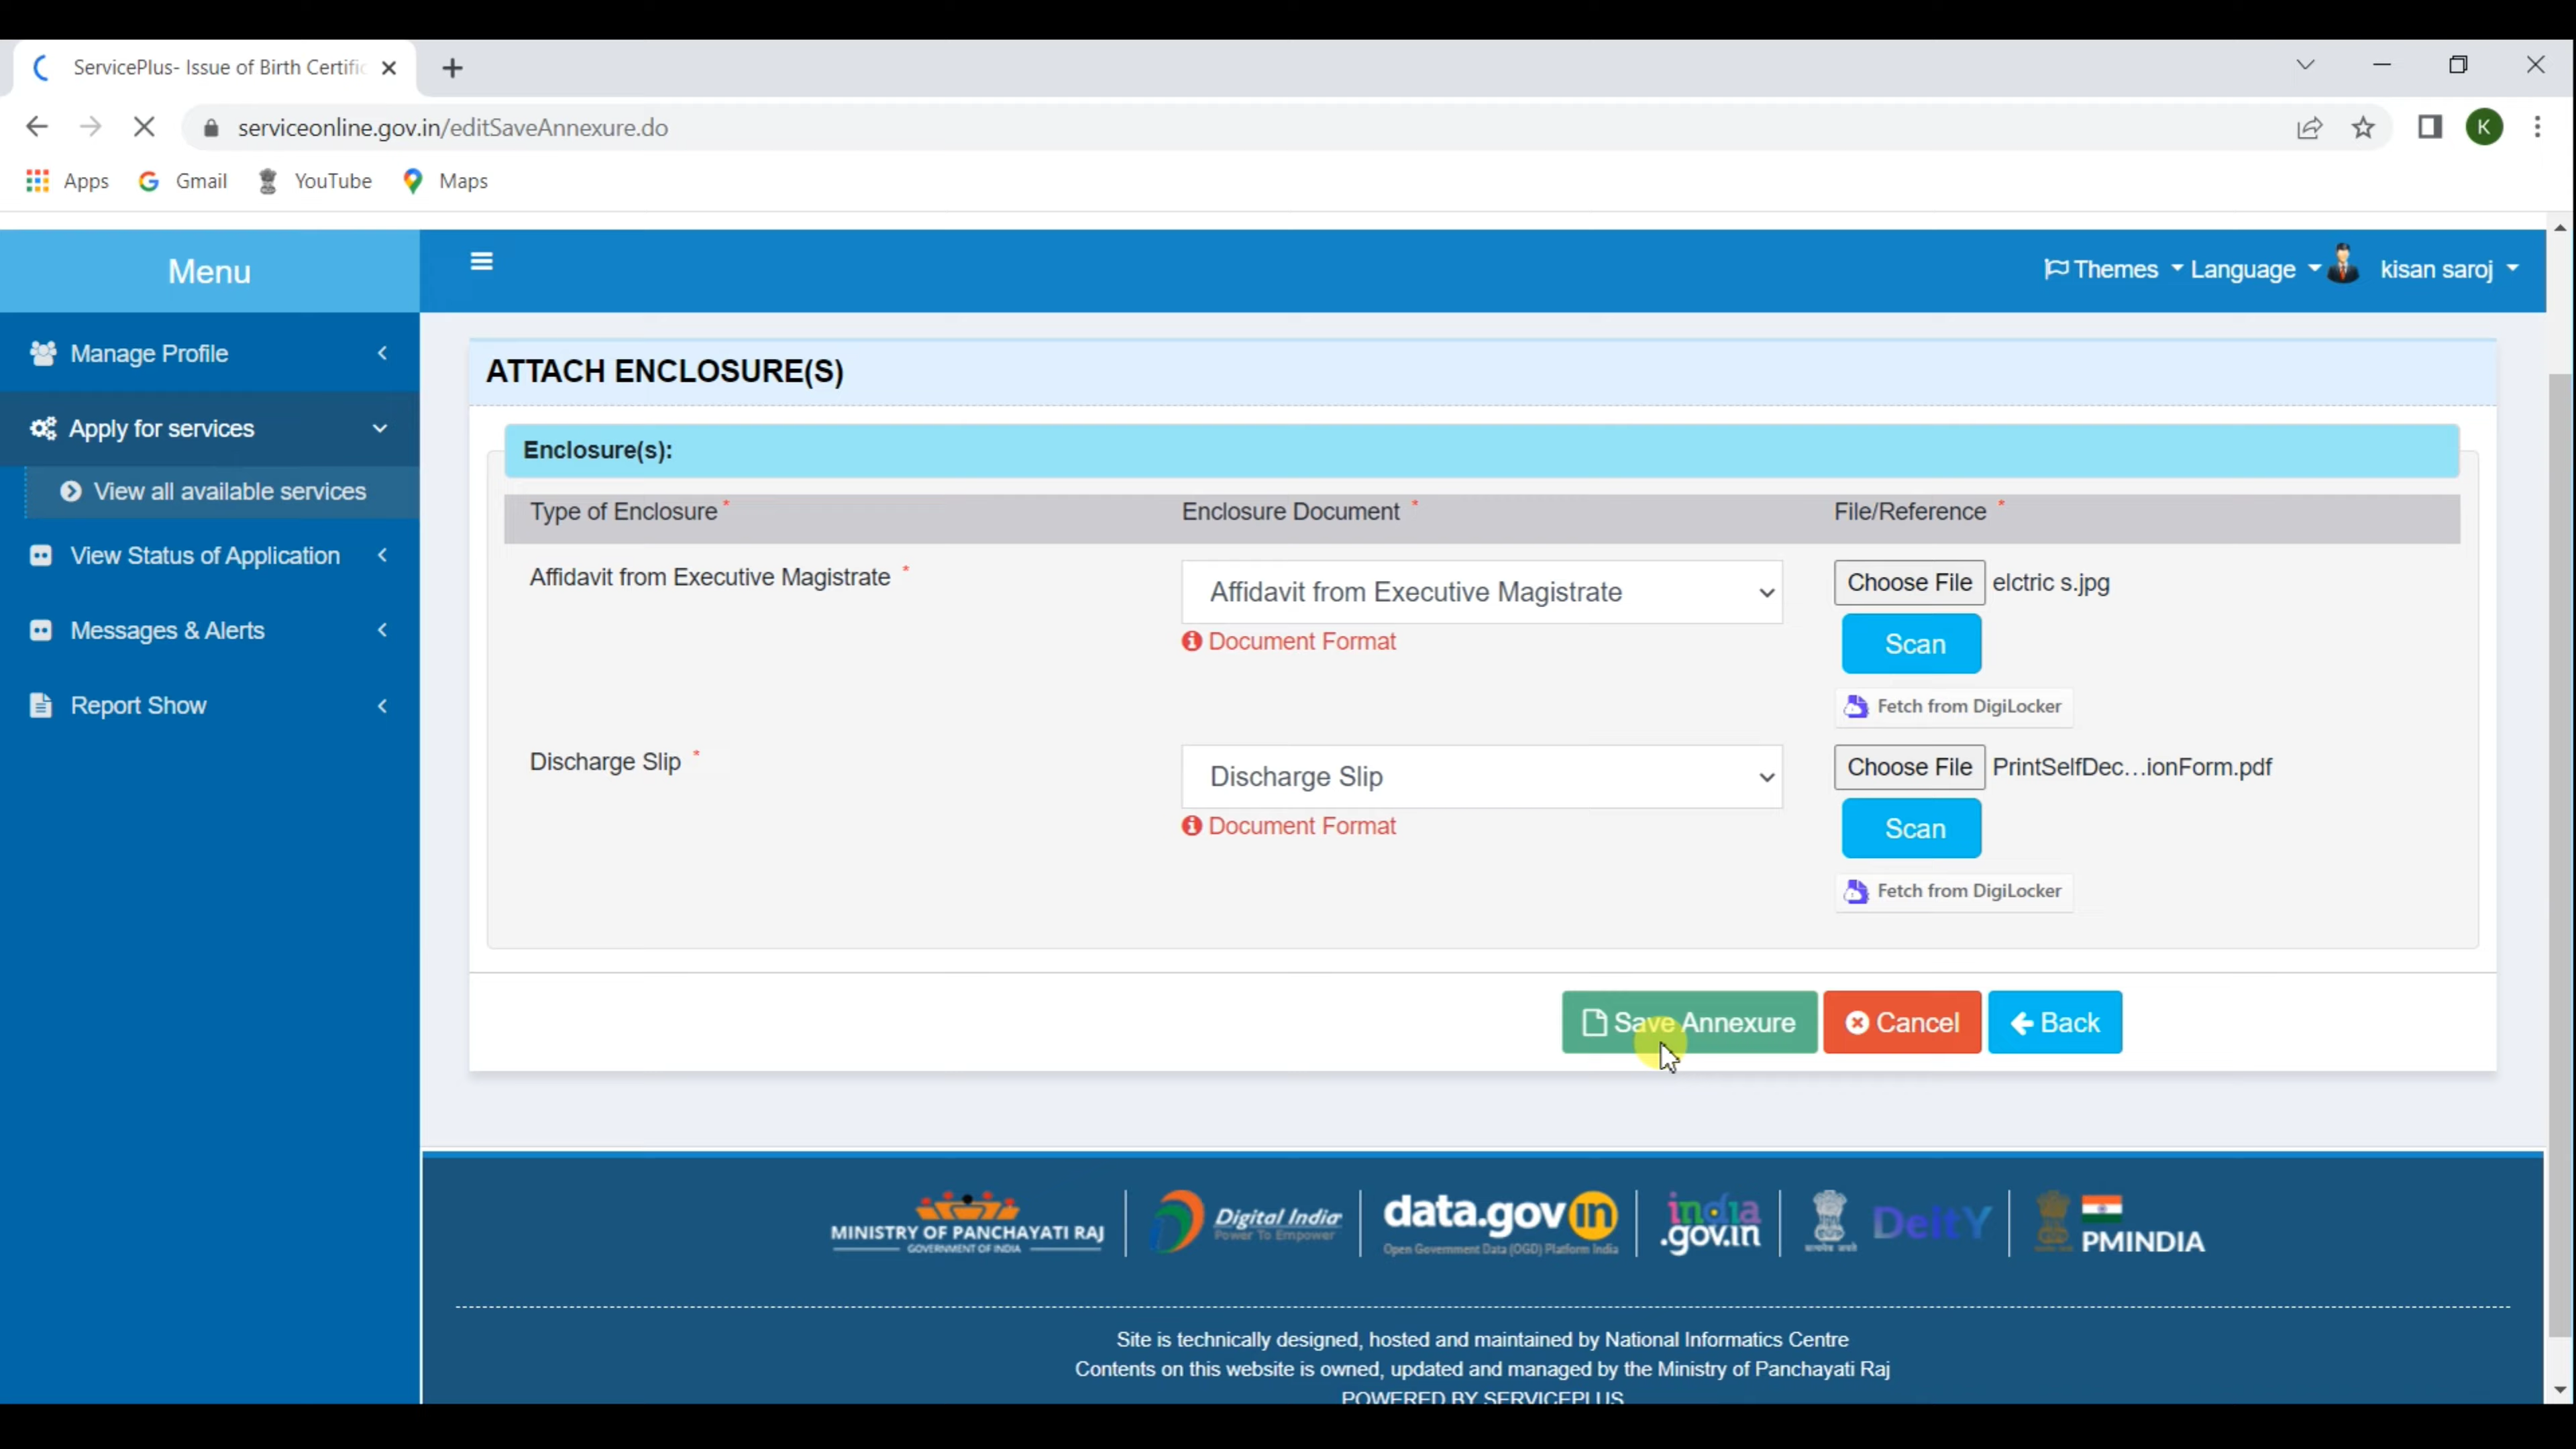 ServicePlus- Issue of Birth Certific
serviceonline.gov.in/editSaveAnnexure.do
K
Apps
Gmail
YouTube
Maps
Menu
Themes
Language
kisan saroj
Manage Profile
Apply for services
View all available services
View Status of Application
Messages & Alerts
Report Show
ATTACH ENCLOSURE(S)
Enclosure(s):
Type of Enclosure *
Enclosure Document *
File/Reference *
Affidavit from Executive Magistrate *
Affidavit from Executive Magistrate
Document Format
Choose File elctric s.jpg
Scan
Fetch from DigiLocker
Discharge Slip *
Discharge Slip
Document Format
Choose File PrintSelfDec...ionForm.pdf
Scan
Fetch from DigiLocker
Save Annexure
Cancel
Back
MINISTRY OF PANCHAYATI RAJ
GOVERNMENT OF INDIA
Digital India
Power To Empower
data.gov in
Open Government Data (OGD) Platform India
india
.gov.in
DeitY
PMINDIA
Site is technically designed, hosted and maintained by National Informatics Centre
Contents on this website is owned, updated and managed by the Ministry of Panchayati Raj
POWERED BY SERVICEPLUS